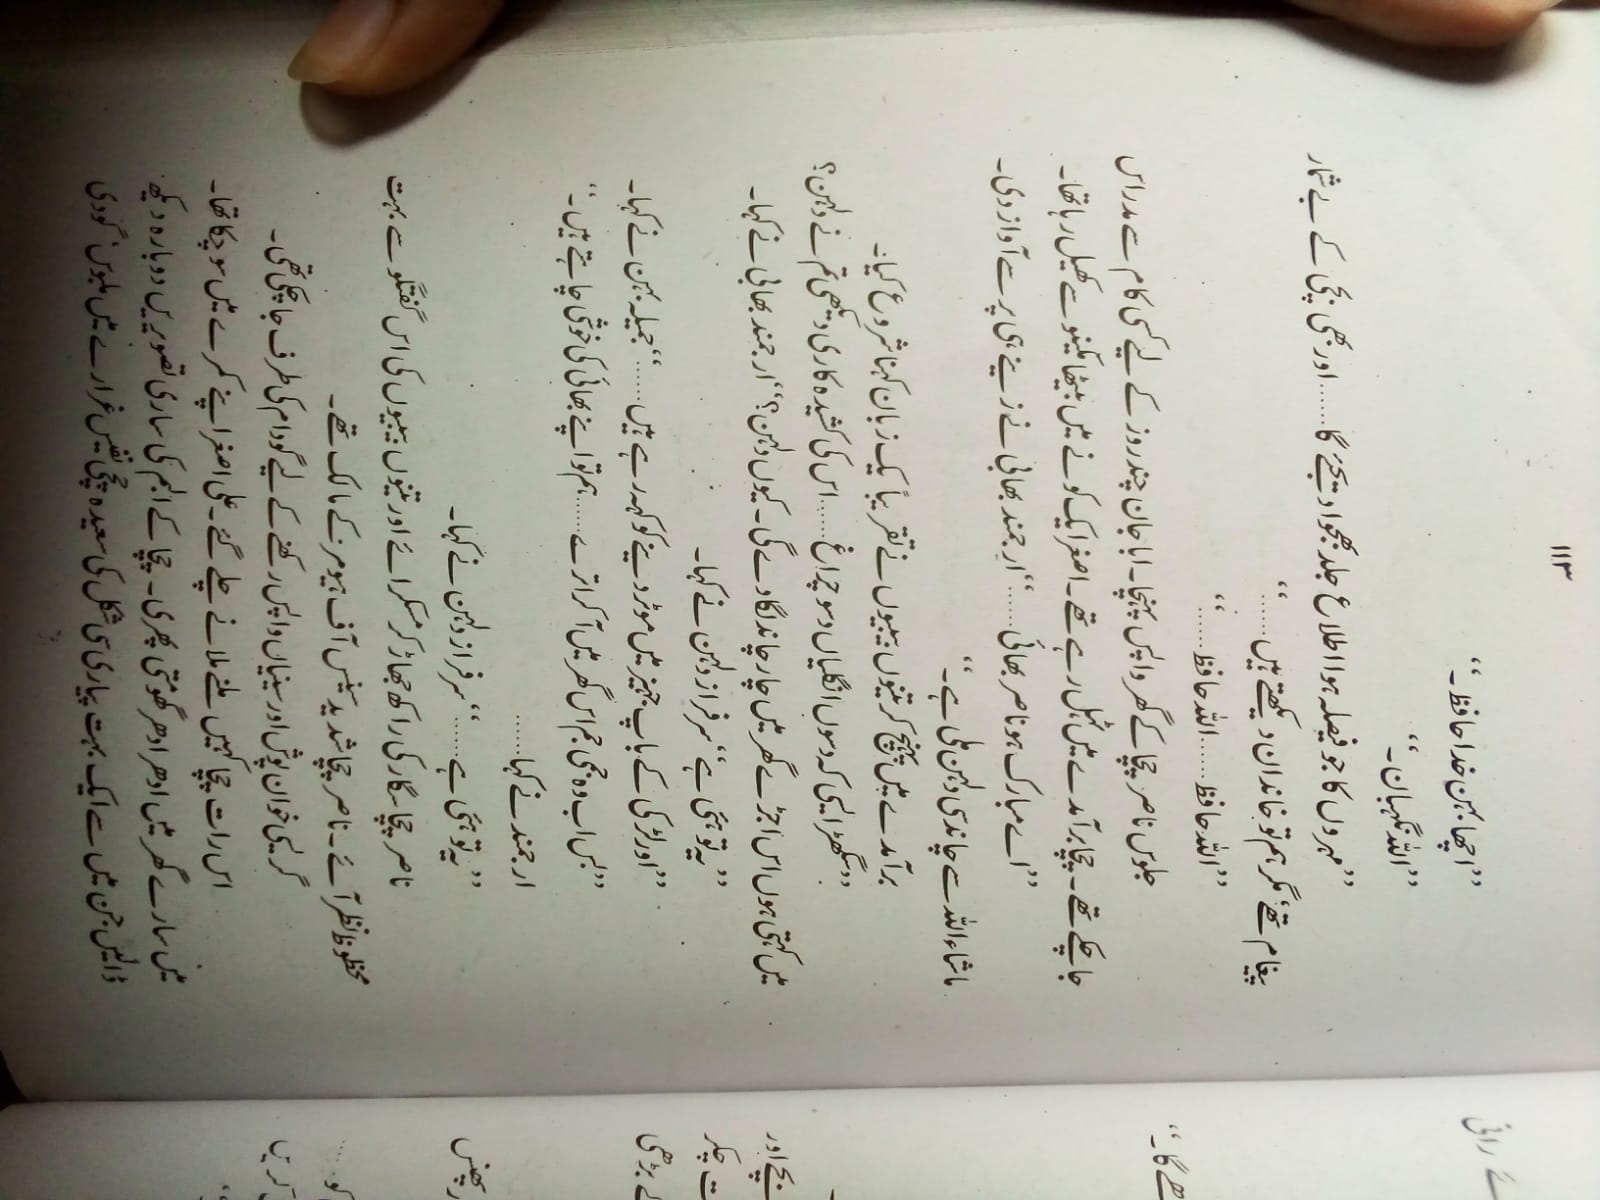 ۱۱۳
’’اچھا بہن خدا حافظ۔‘‘
’’اللہ نگہبان۔‘‘
’’مہروں کا جو فیصلہ ہوا اطلاع جلد بھجوا دیجئے گا......اور بھی بچی کے بے شمار
پیغام تھے‘ مگر ہم تو خاندان دیکھتے ہیں......‘‘
’’اللہ حافظ......اللہ حافظ......‘‘
جلوس ناصر چچا کے گھر واپس پہنچا۔ ابا جان چند روز کے لیے کسی کام سے مدراس
جا چکے تھے۔ چچا برآمدے میں ٹہل رہے تھے۔ اصغر ایک کونے میں بیٹھا مکینو سے کھیل رہا تھا۔
’’اے مبارک ہو ناصر بھائی......‘‘ ارجمند بھابی نے زینے ہی پر سے آواز دی۔
ماشاء اللہ سے چاند سی دلہن ملی ہے۔‘‘
برآمدے میں پہنچ کر تینوں بیبیوں نے تقریباً یک زبان کہنا شروع کیا:
’’سگھڑ ایسی کہ دسوں انگلیاں دسو چراغ......اس کی کشیدہ کاری دیکھی تم نے دلہن؟
میں کہتی ہوں اس اجڑے گھر میں چار چاند لگا دے گی۔ کیوں دلہن؟‘‘ ارجمند بھابی نے کہا۔
’’یہ تو ہئی ہے‘‘ سرفراز دلہن نے کہا۔
’’اور لڑکی کے باپ جہیز میں موٹر دینے کو کہہ رہے ہیں......‘‘ جمیلہ بہن نے کہا۔
’’بس اب وہ جمی جم اس گھر میں آ کر اترے......ہم تو اپنے بھائی کی خوشی چاہتے ہیں۔‘‘
ارجمند نے کہا......
’’یہ تو ہئی ہے......‘‘ سرفراز دلہن نے کہا۔
ناصر چچا سگار کی راکھ جھاڑ کر مسکرائے اور تینوں بیبیوں کی اس گفتگو سے بہت
محظوظ نظر آئے۔ ناصر چچا شدید سینس آف ہیومر کے مالک تھے۔
گریسی خوان پوش اور سینیاں واپس رکھنے کے لیے گودام کی طرف جا چکی تھی۔
اس رات چچا کہیں ملنے ملانے چلے گئے۔ علی اصغر اپنے کمرے میں سو چکا تھا۔
میں سارے گھر میں ادھر ادھر گھومتی پھری۔ چچا کے البم کی ساری تصویریں دوبارہ دیکھ
ڈالیں جن میں سے ایک بہت پیاری سی شکل کی سعیدہ چچی نفیس غرارے میں ملبوس‘ گودی
ے رانی
ھے گا۔‘‘
بچے اور
ت چکر
ے بڑھی
ر پھنس
کو......
کریں